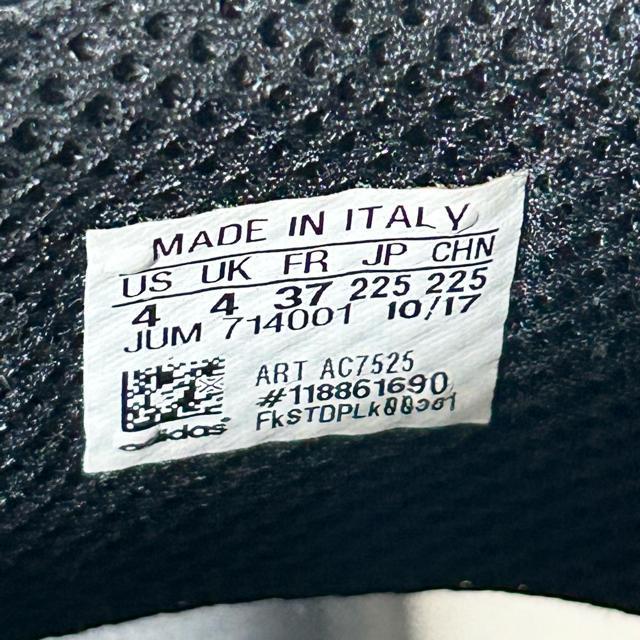 MADE IN ITALY
US UK FR JP CHN
4 4 37 225 225
JUM 714001 10/17
ART AC7525
#118861690
adidas